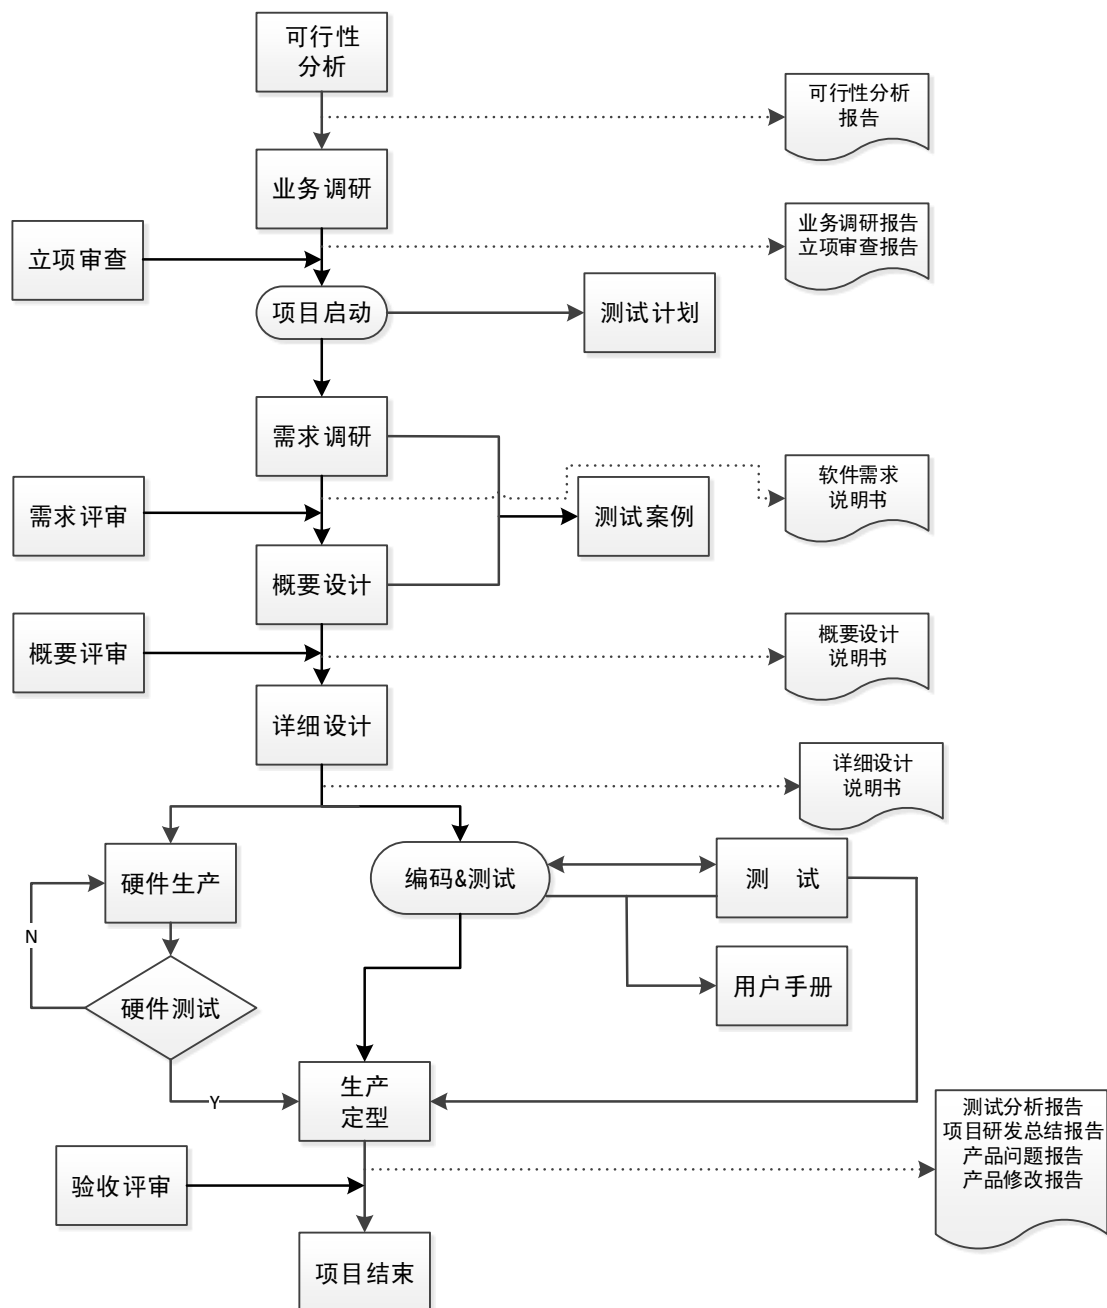 可行性
分析
可行性分析
报告
业务调研
业务调研报告
立项审查报告
立项审查
项目启动
测试计划
需求调研
软件需求
说明书
需求评审
测试案例
概要设计
概要评审
概要设计
说明书
详细设计
详细设计
说明书
硬件生产
编码&测试
测 试
N
硬件测试
用户手册
生产
定型
Y
测试分析报告
项目研发总结报告
产品问题报告
产品修改报告
验收评审
项目结束